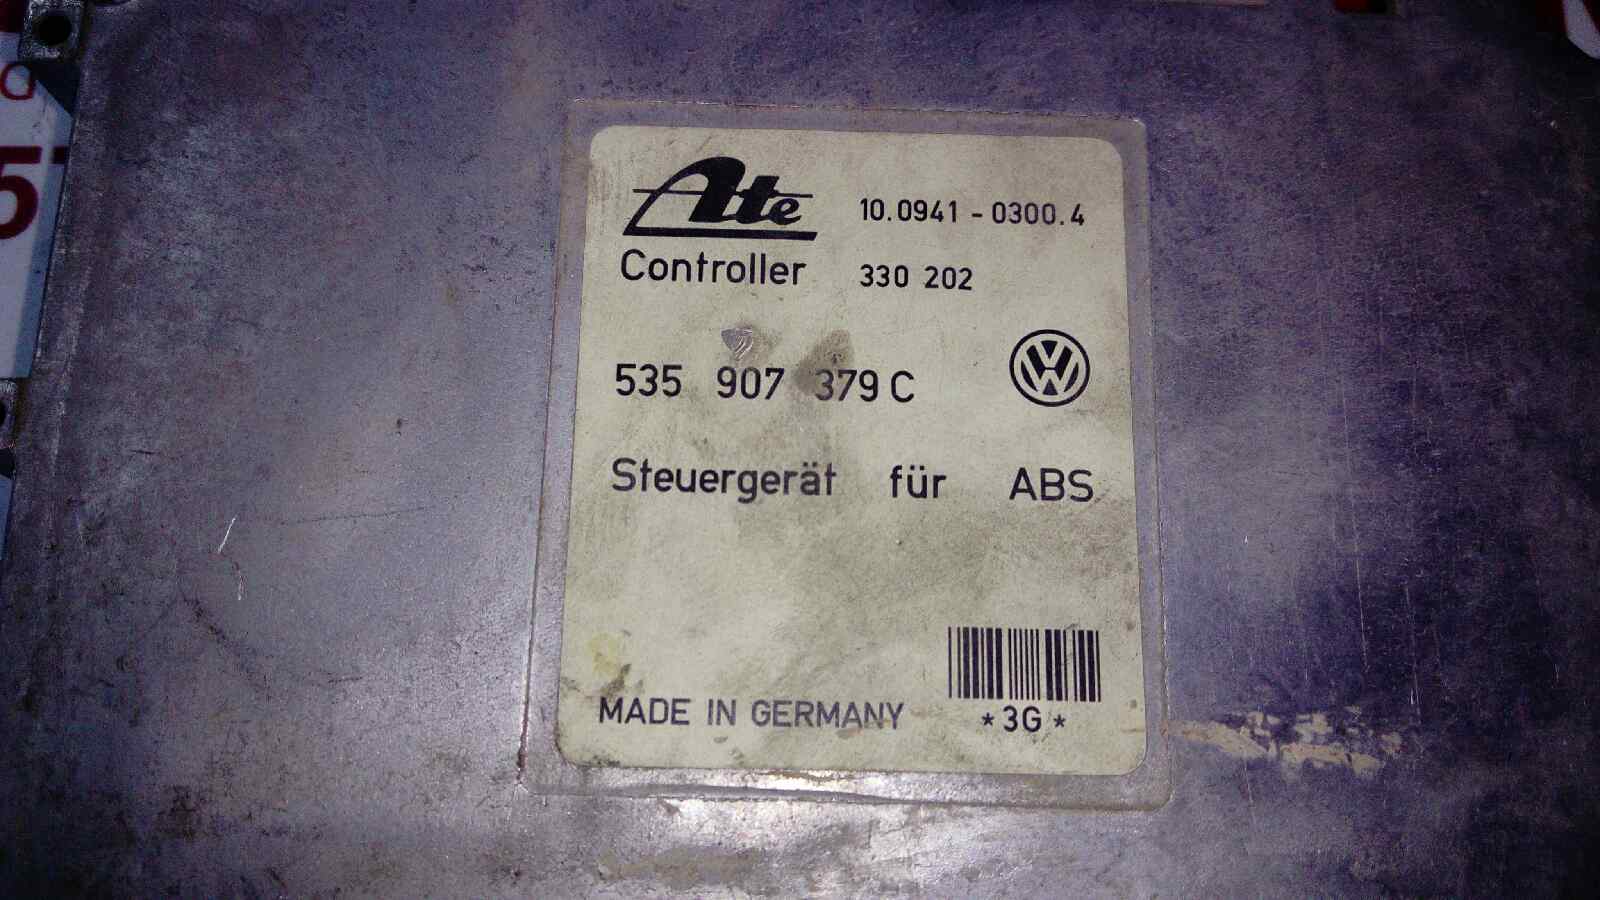 Ate 10.0941-0300.4
Controller 330 202
535 907 379 C
Steuergerät für ABS
MADE IN GERMANY *3G*